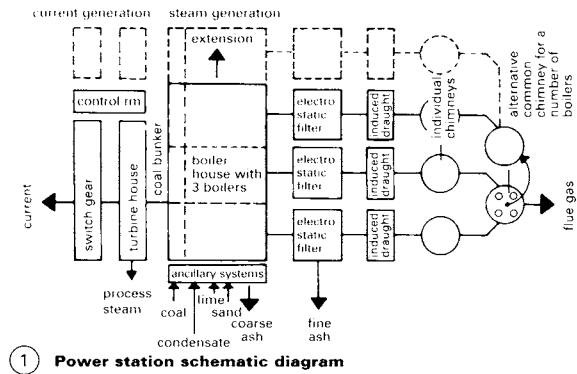 current generation
steam generation
extension
control rm
coal bunker
switch gear
turbine house
boiler
house with
3 boilers
electro
static
filter
induced
draught
electro
static
filter
induced
draught
electro
static
filter
induced
draught
individual
chimneys
alternative
common
chimney for a
number of
boilers
current
flue gas
process
steam
ancillary systems
coal
condensate
lime
sand
coarse
ash
fine
ash
1 Power station schematic diagram